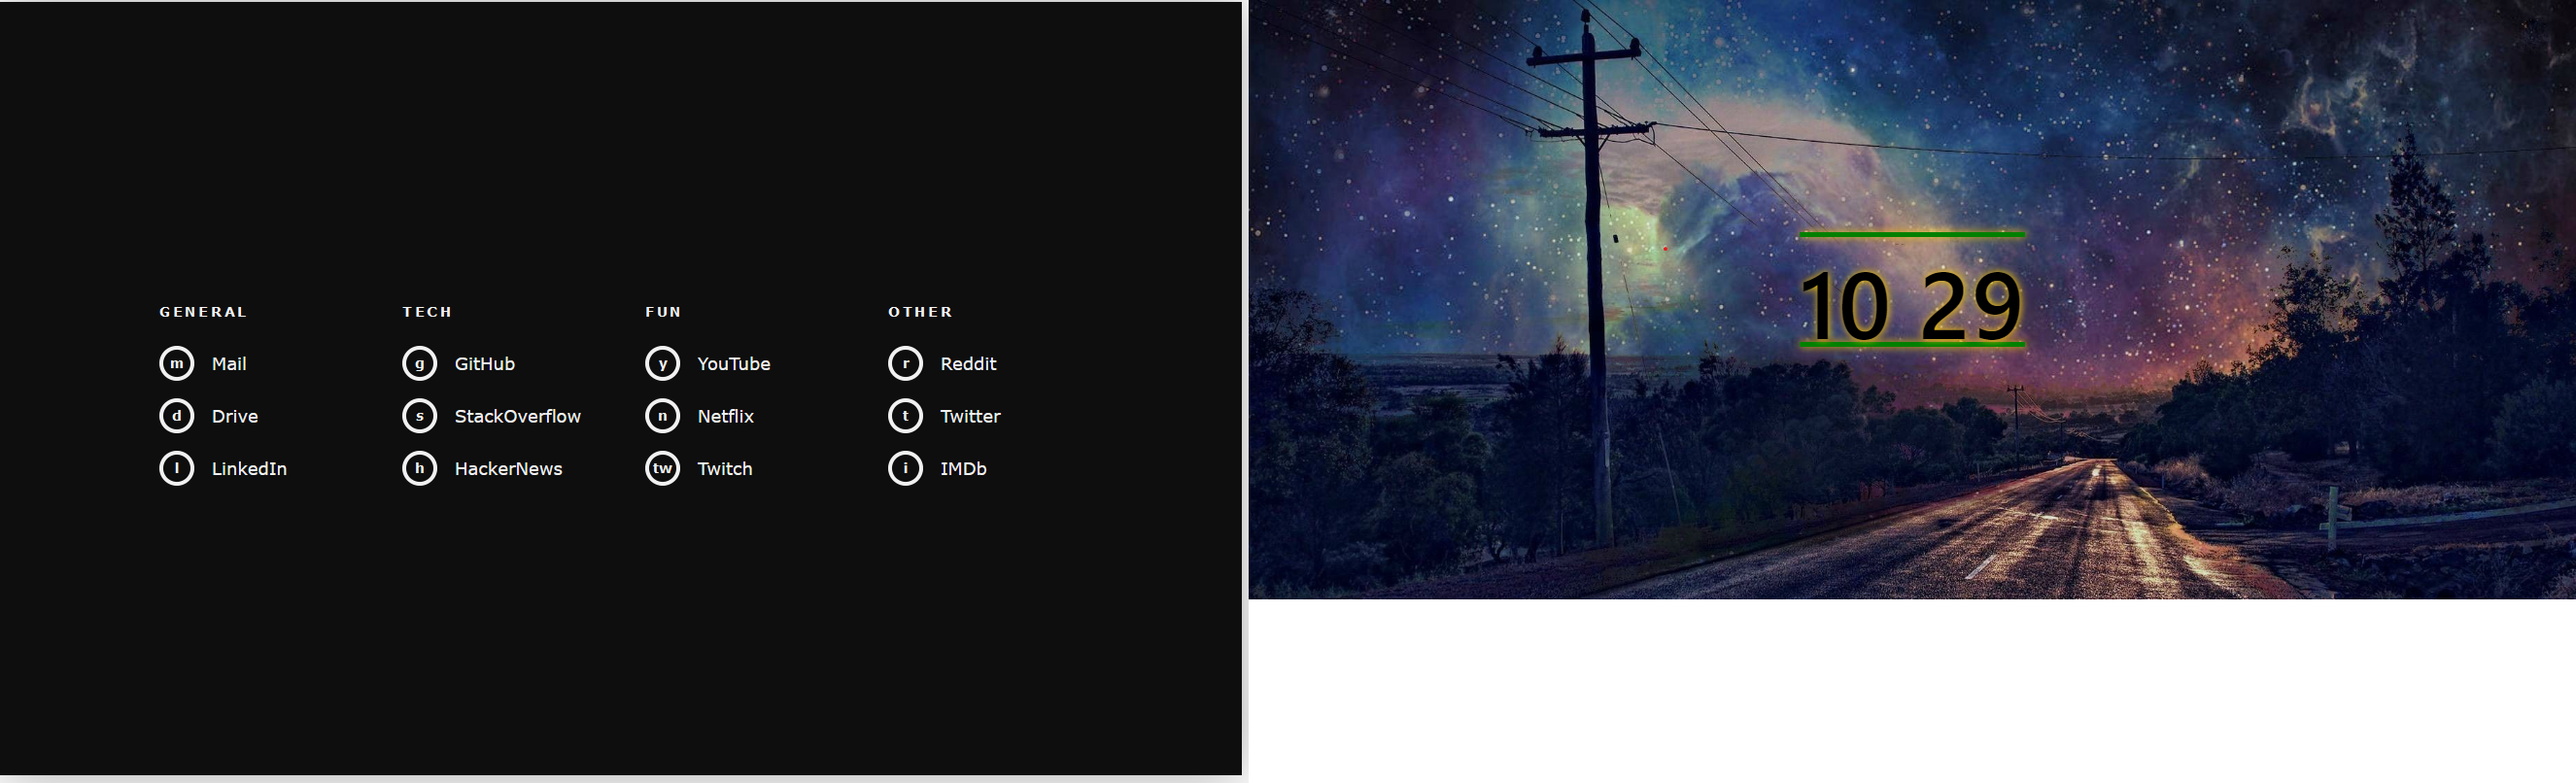 GENERAL TECH FUN OTHER
m Mail g GitHub y YouTube r Reddit
d Drive s StackOverflow n Netflix t Twitter
l LinkedIn h HackerNews tw Twitch i IMDb
10 29